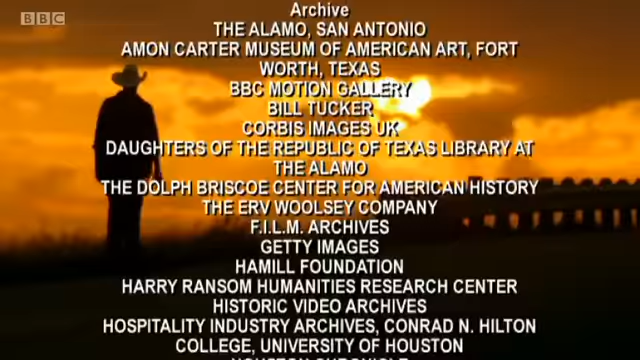 BBC
Archive
THE ALAMO, SAN ANTONIO
AMON CARTER MUSEUM OF AMERICAN ART, FORT
WORTH, TEXAS
BBC MOTION GALLERY
BILL TUCKER
CORBIS IMAGES UK
DAUGHTERS OF THE REPUBLIC OF TEXAS LIBRARY AT
THE ALAMO
THE DOLPH BRISCOE CENTER FOR AMERICAN HISTORY
THE ERV WOOLSEY COMPANY
F.I.L.M. ARCHIVES
GETTY IMAGES
HAMILL FOUNDATION
HARRY RANSOM HUMANITIES RESEARCH CENTER
HISTORIC VIDEO ARCHIVES
HOSPITALITY INDUSTRY ARCHIVES, CONRAD N. HILTON
COLLEGE, UNIVERSITY OF HOUSTON
HOUSTON CHRONICLE